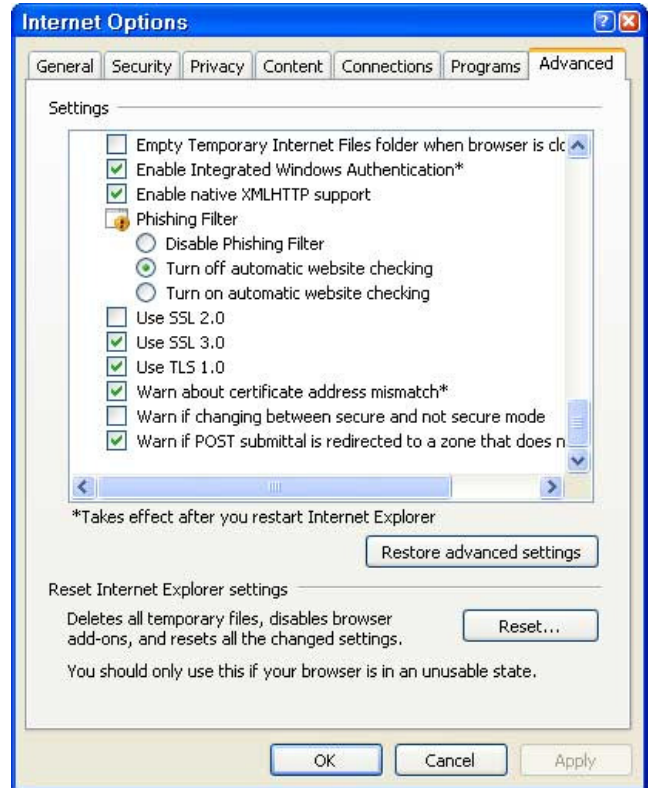 Internet Options
General Security Privacy Content Connections Programs Advanced
Settings
Empty Temporary Internet Files folder when browser is clo
Enable Integrated Windows Authentication*
Enable native XMLHTTP support
Phishing Filter
Disable Phishing Filter
Turn off automatic website checking
Turn on automatic website checking
Use SSL 2.0
Use SSL 3.0
Use TLS 1.0
Warn about certificate address mismatch*
Warn if changing between secure and not secure mode
Warn if POST submittal is redirected to a zone that does n
*Takes effect after you restart Internet Explorer
Restore advanced settings
Reset Internet Explorer settings
Deletes all temporary files, disables browser
add-ons, and resets all the changed settings.
Reset...
You should only use this if your browser is in an unusable state.
OK Cancel Apply